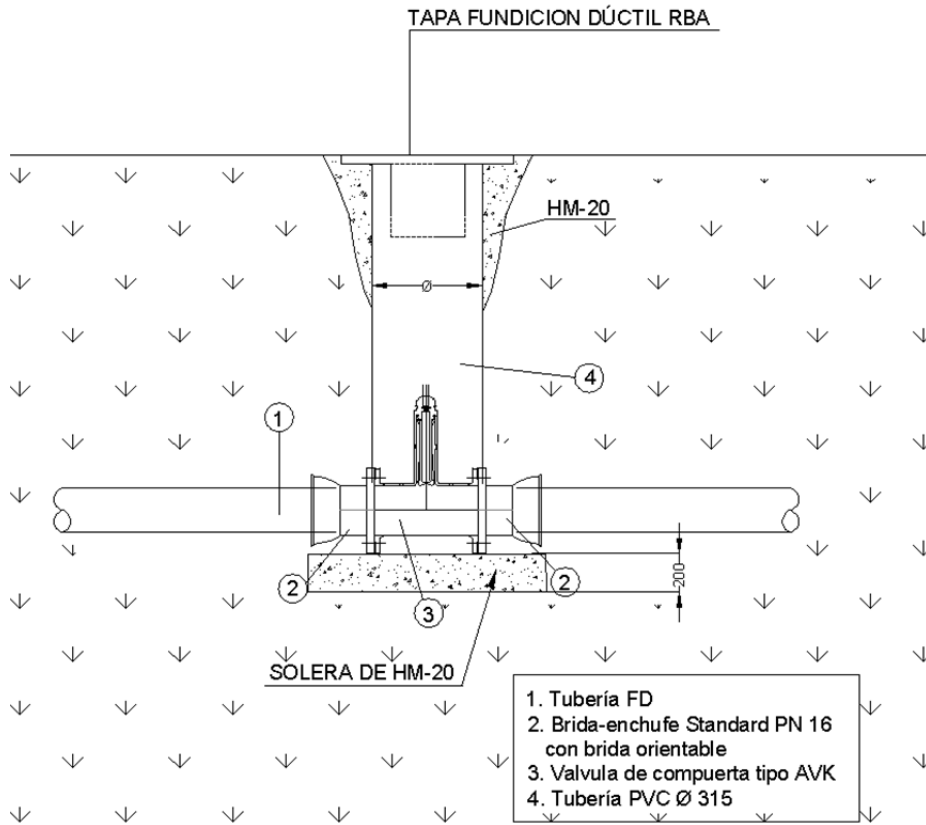 TAPA FUNDICION DÚCTIL RBA
HM-20
Ø
4
1
200
2
2
3
SOLERA DE HM-20
1. Tubería FD
2. Brida-enchufe Standard PN 16
con brida orientable
3. Valvula de compuerta tipo AVK
4. Tubería PVC Ø 315